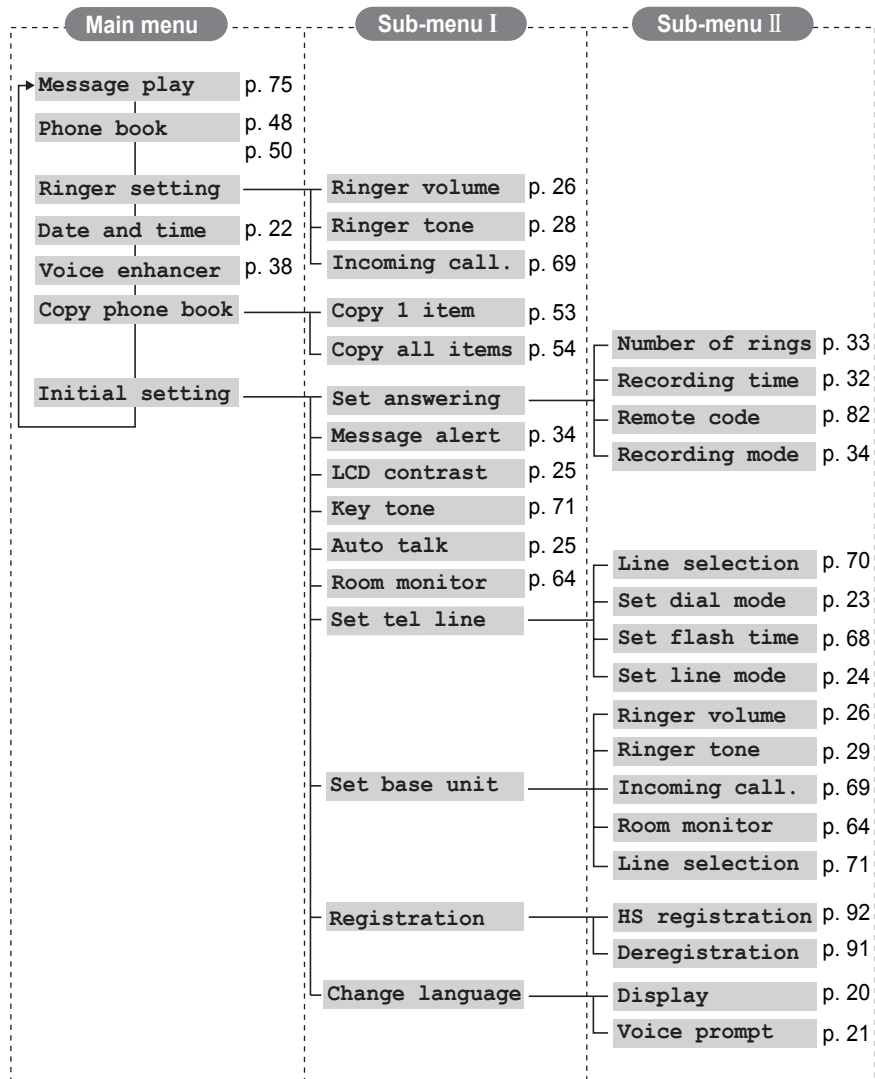 Main menu Sub-menu I Sub-menu II
Message play p. 75
Phone book p. 48
p. 50
Ringer setting Ringer volume p. 26
Date and time p. 22 Ringer tone p. 28
Voice enhancer p. 38 Incoming call. p. 69
Copy phone book Copy 1 item p. 53
Copy all items p. 54 Number of rings p. 33
Recording time p. 32
Initial setting Set answering Remote code p. 82
Message alert p. 34 Recording mode p. 34
LCD contrast p. 25
Key tone p. 71
Auto talk p. 25 Line selection p. 70
Room monitor p. 64 Set dial mode p. 23
Set tel line Set flash time p. 68
Set line mode p. 24
Ringer volume p. 26
Ringer tone p. 29
Set base unit Incoming call. p. 69
Room monitor p. 64
Line selection p. 71
Registration HS registration p. 92
Deregistration p. 91
Change language Display p. 20
Voice prompt p. 21